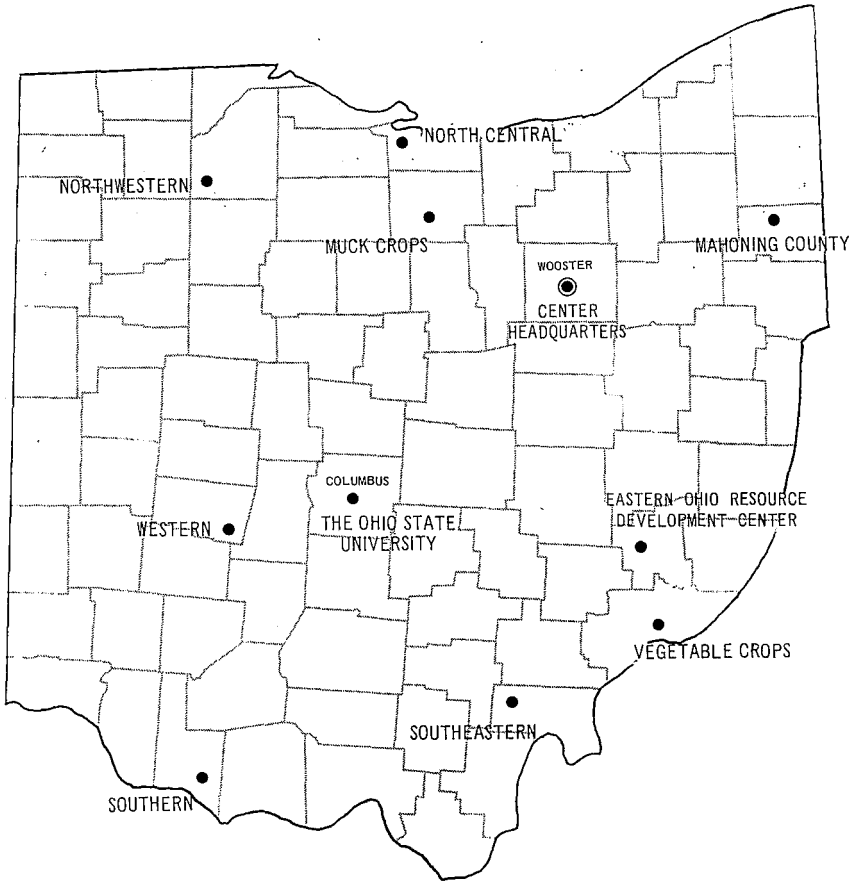 NORTH CENTRAL
NORTHWESTERN
MUCK CROPS
MAHONING COUNTY
WOOSTER
CENTER
HEADQUARTERS
COLUMBUS
THE OHIO STATE
UNIVERSITY
WESTERN
EASTERN OHIO RESOURCE
DEVELOPMENT CENTER
VEGETABLE CROPS
SOUTHEASTERN
SOUTHERN